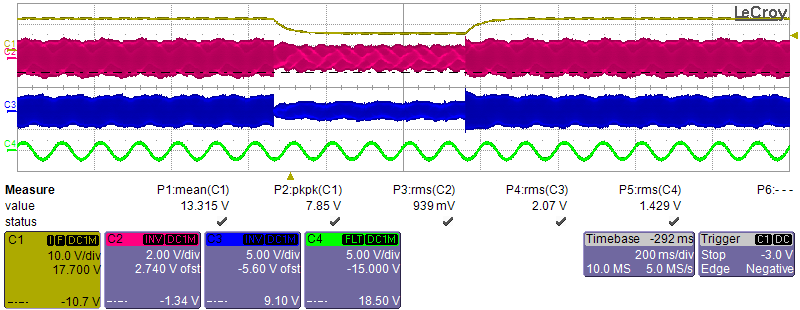 LeCroy
C1
C2
C3
C4
Measure P1:mean(C1) P2:pkpk(C1) P3:rms(C2) P4:rms(C3) P5:rms(C4) P6:- - -
value 13.315 V 7.85 V 939 mV 2.07 V 1.429 V
status
C1 F DC1M
10.0 V/div
17.700 V
-10.7 V
C2 INV DC1M
2.00 V/div
2.740 V ofst
-1.34 V
C3 INV DC1M
5.00 V/div
-5.60 V ofst
9.10 V
C4 FLT DC1M
5.00 V/div
-15.000 V
18.50 V
Timebase -292 ms
200 ms/div
10.0 MS 5.0 MS/s
Trigger C1 DC
Stop -3.0 V
Edge Negative